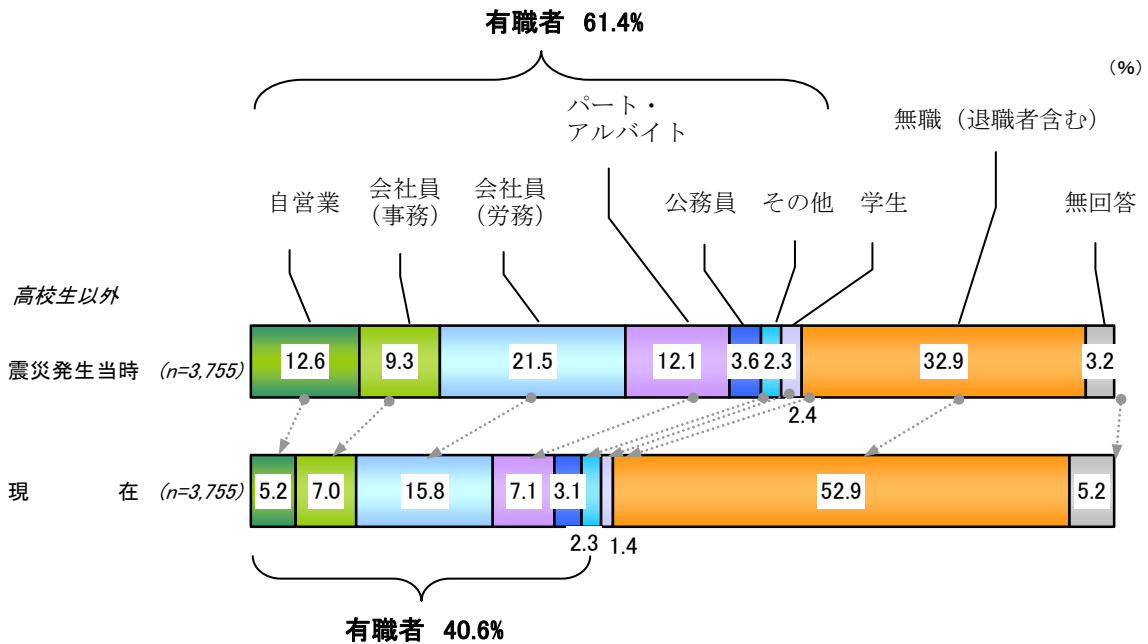 有職者 61.4%
(%)
パート・
アルバイト
無職（退職者含む）
自営業
会社員
（事務）
会社員
（労務）
公務員
その他
学生
無回答
高校生以外
震災発生当時 (n=3,755)
12.6
9.3
21.5
12.1
3.6
2.3
32.9
3.2
2.4
現在 (n=3,755)
5.2
7.0
15.8
7.1
3.1
52.9
5.2
2.3
1.4
有職者 40.6%